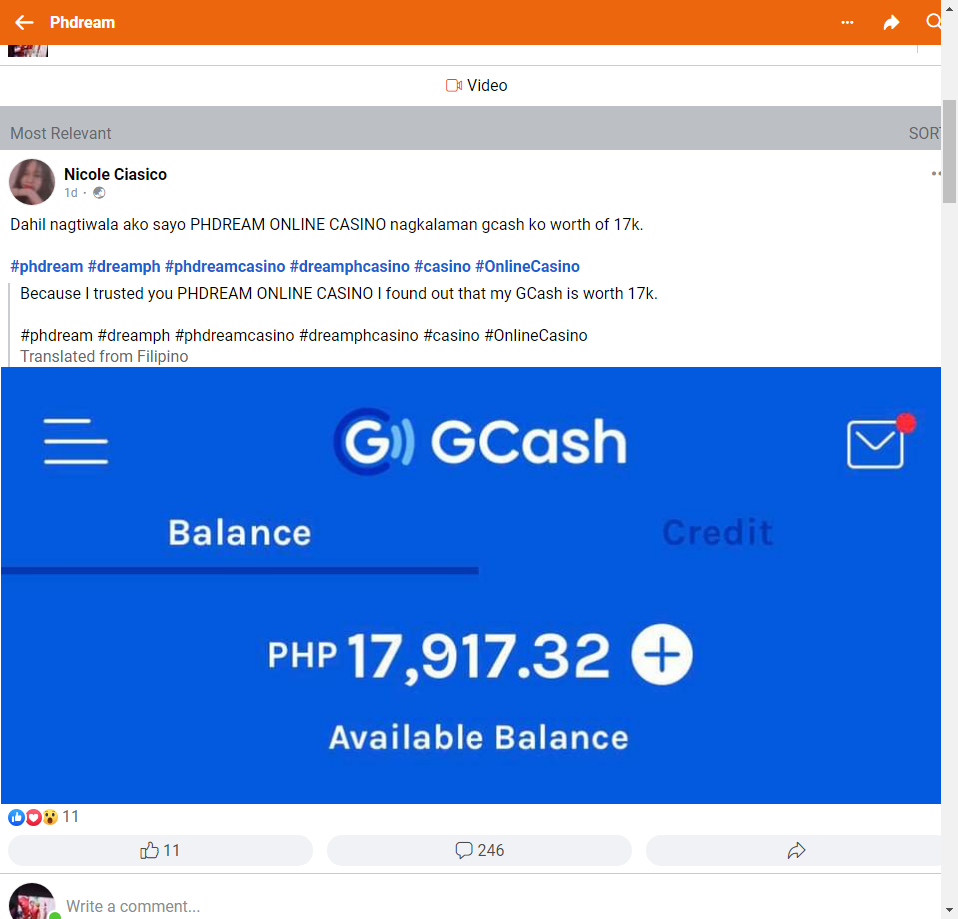 Phdream
Video
Most Relevant
SORT
Nicole Ciasico
1d ·
Dahil nagtiwala ako sayo PHDREAM ONLINE CASINO nagkalaman gcash ko worth of 17k.
#phdream #dreamph #phdreamcasino #dreamphcasino #casino #OnlineCasino
Because I trusted you PHDREAM ONLINE CASINO I found out that my GCash is worth 17k.
#phdream #dreamph #phdreamcasino #dreamphcasino #casino #OnlineCasino
Translated from Filipino
G GCash
Balance
Credit
PHP 17,917.32
Available Balance
11
11
246
Write a comment...